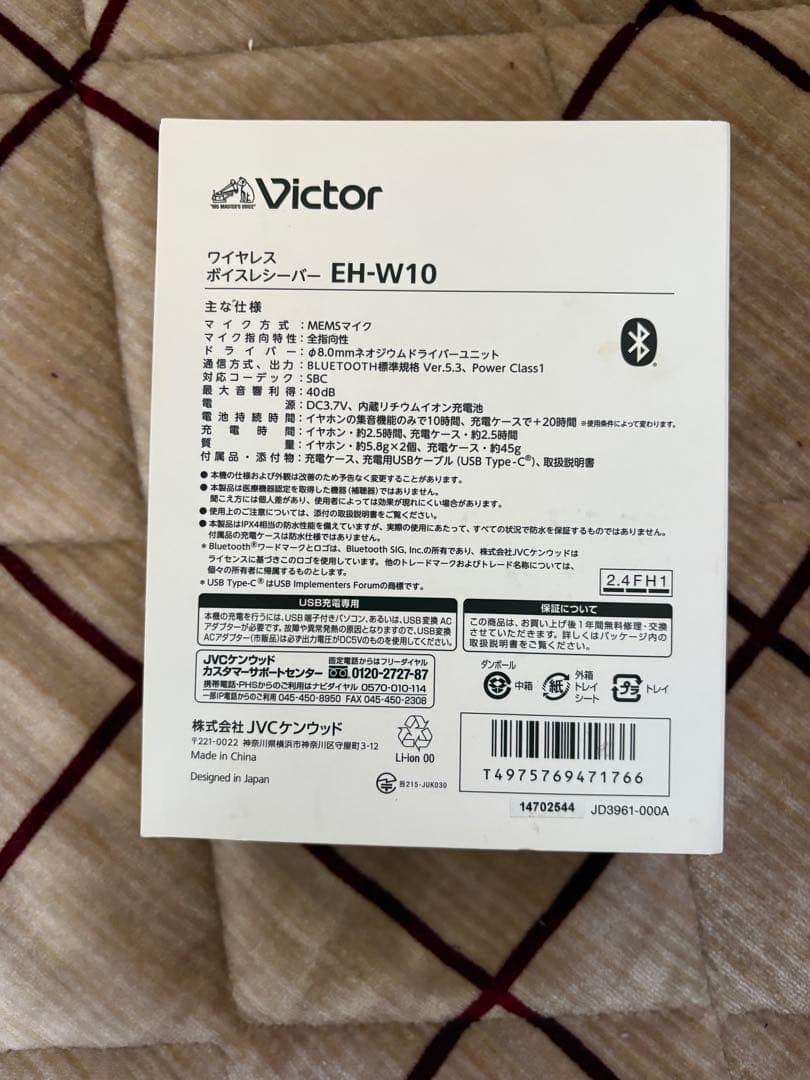 "HIS MASTER'S VOICE"
Victor
ワイヤレス
ボイスレシーバー EH-W10
主な仕様
マイク方式:MEMSマイク
マイク指向特性:全指向性
ドライバー:φ8.0mmネオジウムドライバーユニット
通信方式、出力:BLUETOOTH標準規格 Ver.5.3、Power Class1
対応コーデック:SBC
最大音響利得:40dB
電源:DC3.7V、内蔵リチウムイオン充電池
電池持続時間:イヤホンの集音機能のみで10時間、充電ケースで+20時間 ※使用条件によって変わります。
充電時間:イヤホン・約2.5時間、充電ケース・約2.5時間
質量:イヤホン・約5.8g×2個、充電ケース・約45g
付属品・添付物:充電ケース、充電用USBケーブル(USB Type-C®)、取扱説明書
●本機の仕様および外観は改善のため予告なく変更することがあります。
●本製品は医療機器認定を取得した機器(補聴器)ではありません。
聞こえ方には個人差があり、使用者によっては効果が現れにくい場合があります。
●使用上のご注意については、添付の取扱説明書をご覧ください。
●本製品はIPX4相当の防水性能を備えていますが、実際の使用にあたって、すべての状況で防水を保証するものではありません。
付属品の充電ケースは防水仕様ではありません。
＊Bluetooth®ワードマークとロゴは、Bluetooth SIG, Inc.の所有であり、株式会社JVCケンウッドは
ライセンスに基づきこのロゴを使用しています。他のトレードマークおよびトレード名称については、
個々の所有者に帰属するものとします。
＊USB Type-C®はUSB Implementers Forumの商標です。
2.4FH1
USB充電専用
本機の充電を行うには、USB端子付きパソコン、あるいは、USB変換 AC
アダプターが必要です。故障や異常発熱の原因となりますので、USB変換
ACアダプター(市販品)は必ず出力電圧がDC5Vのものを使用してください。
保証について
この商品は、お買い上げ後1年間無料修理・交換
させていただきます。詳しくはパッケージ内の
取扱説明書をご覧ください。
JVCケンウッド
カスタマーサポートセンター
固定電話からはフリーダイヤル
0120-2727-87
携帯電話・PHSからのご利用はナビダイヤル 0570-010-114
一部IP電話からのご利用 045-450-8950 FAX 045-450-2308
ダンボール
中箱
紙
外箱
トレイ
シート
プラ
トレイ
株式会社JVCケンウッド
〒221-0022 神奈川県横浜市神奈川区守屋町3-12
Made in China
Designed in Japan
Li-ion 00
215-JUK030
T4975769471766
14702544
JD3961-000A